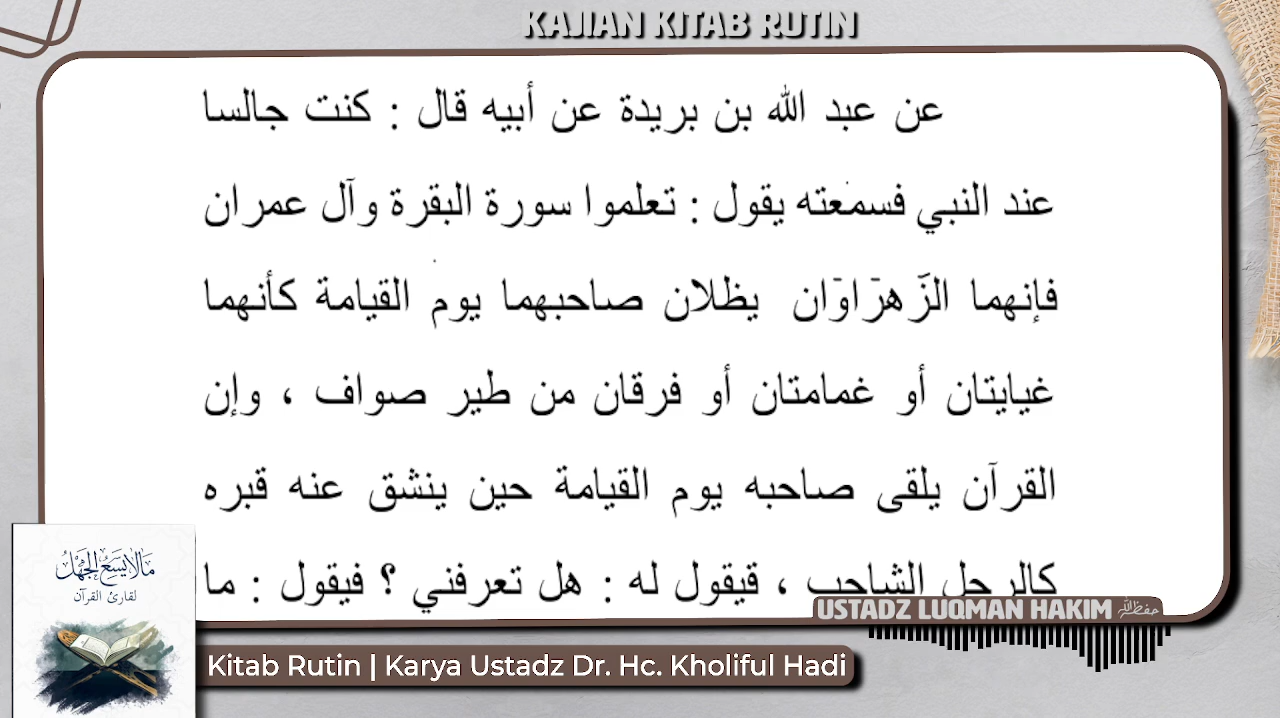 KAJIAN KITAB RUTIN
عن عبد الله بن بريدة عن أبيه قال : كنت جالسا
عند النبي فسمعته يقول : تعلموا سورة البقرة وآل عمران
فإنهما الزَّهرَاوَان يظلان صاحبهما يوم القيامة كأنهما
غيايتان أو غمامتان أو فرقان من طير صواف ، وإن
القرآن يلقى صاحبه يوم القيامة حين ينشق عنه قبره
كالرجل الشاحب ، قيقول له : هل تعرفني ؟ فيقول : ما
USTADZ LUQMAN HAKIM حفظه الله
مَالَا يَسَعُ الجَهْلُ
لقارئ القرآن
Kitab Rutin | Karya Ustadz Dr. Hc. Kholiful Hadi